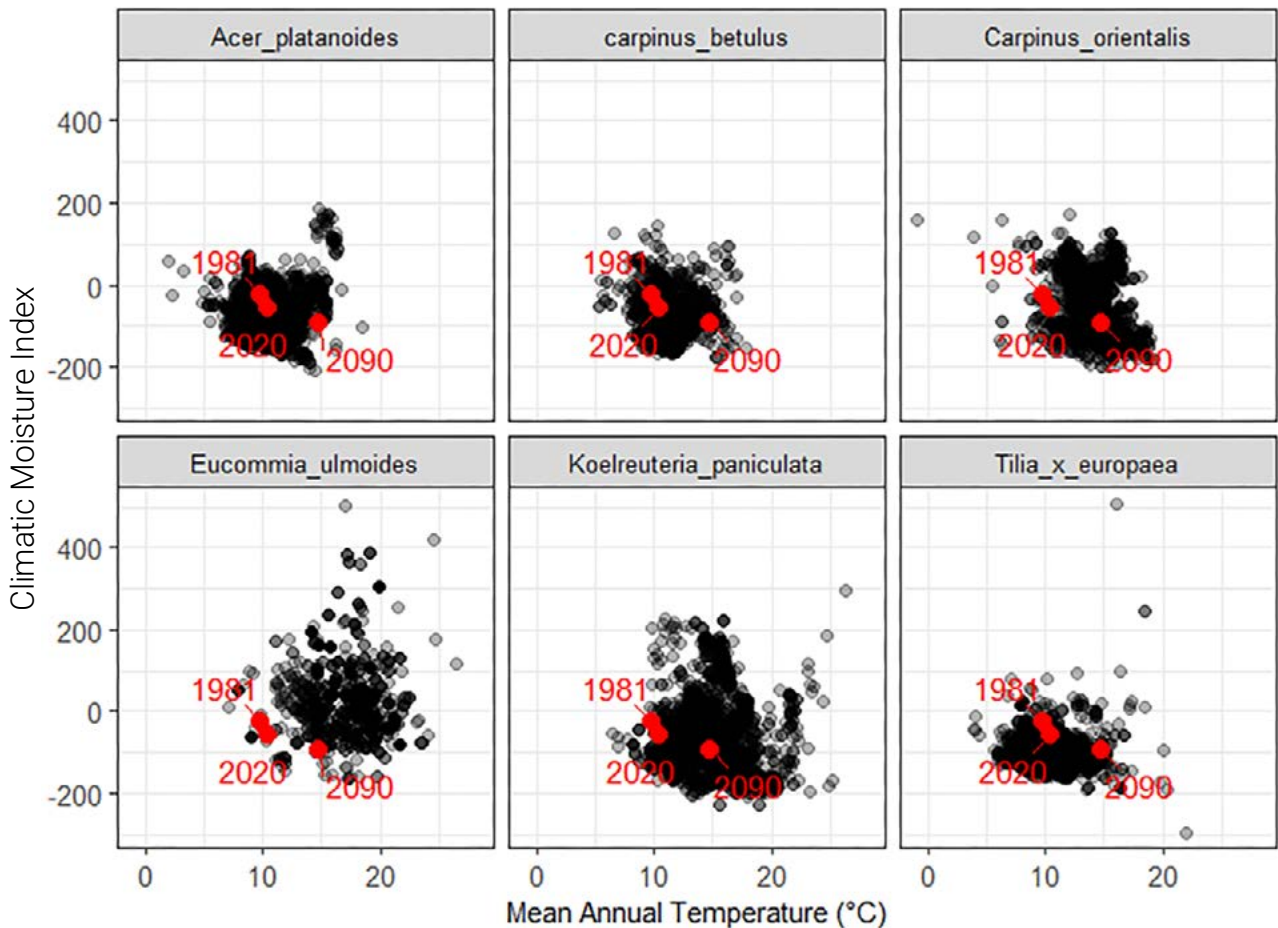 Acer_platanoides
carpinus_betulus
Carpinus_orientalis
400
200
0
-200
1981
2020
2090
1981
2020
2090
1981
2020
2090
Climatic Moisture Index
Eucommia_ulmoides
Koelreuteria_paniculata
Tilia_x_europaea
400
200
0
-200
1981
2020
2090
1981
2020
2090
1981
2020
2090
0 10 20
0 10 20
0 10 20
Mean Annual Temperature (°C)